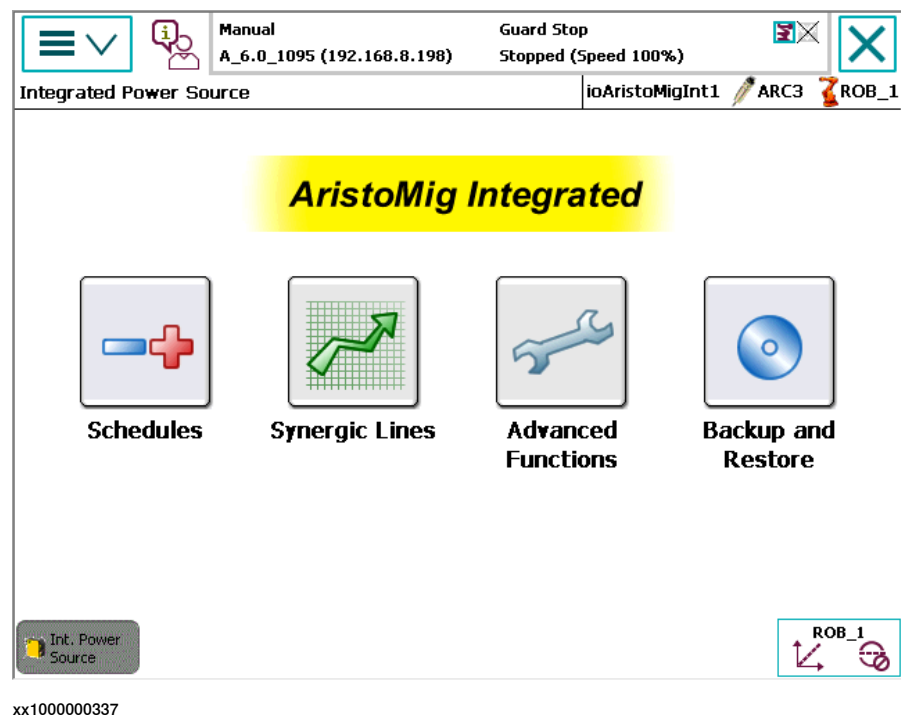 Manual
Guard Stop
A_6.0_1095 (192.168.8.198)
Stopped (Speed 100%)
Integrated Power Source
ioAristoMigInt1
ARC3
ROB_1
AristoMig Integrated
Schedules
Synergic Lines
Advanced
Functions
Backup and
Restore
Int. Power
Source
ROB_1
xx1000000337